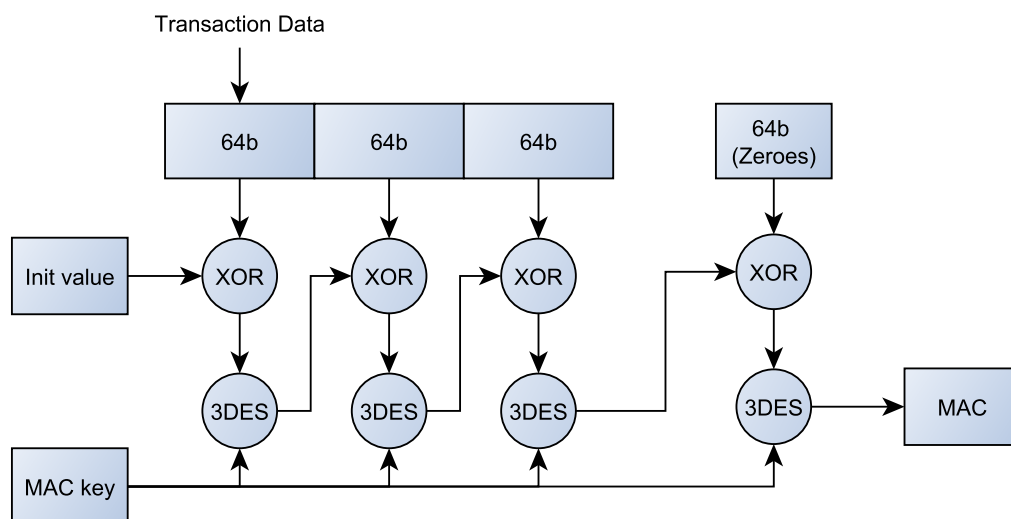 Transaction Data
64b
64b
64b
64b
(Zeroes)
Init value
XOR
XOR
XOR
XOR
3DES
3DES
3DES
3DES
MAC
MAC key